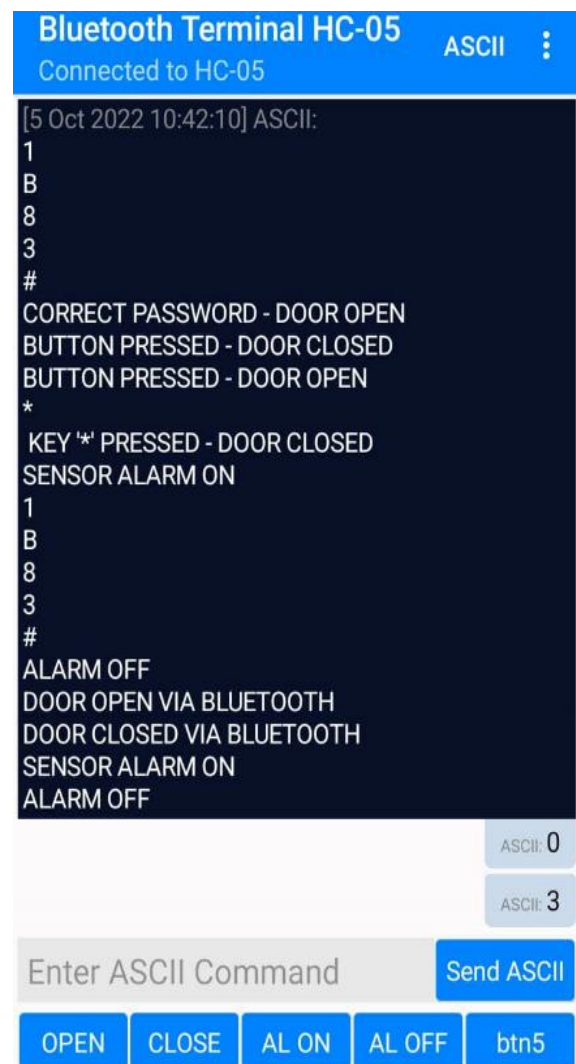 Bluetooth Terminal HC-05
Connected to HC-05
ASCII
[5 Oct 2022 10:42:10] ASCII:
1
B
8
3
#
CORRECT PASSWORD - DOOR OPEN
BUTTON PRESSED - DOOR CLOSED
BUTTON PRESSED - DOOR OPEN
*
KEY '*' PRESSED - DOOR CLOSED
SENSOR ALARM ON
1
B
8
3
#
ALARM OFF
DOOR OPEN VIA BLUETOOTH
DOOR CLOSED VIA BLUETOOTH
SENSOR ALARM ON
ALARM OFF
ASCII: 0
ASCII: 3
Enter ASCII Command
Send ASCII
OPEN CLOSE AL ON AL OFF btn5